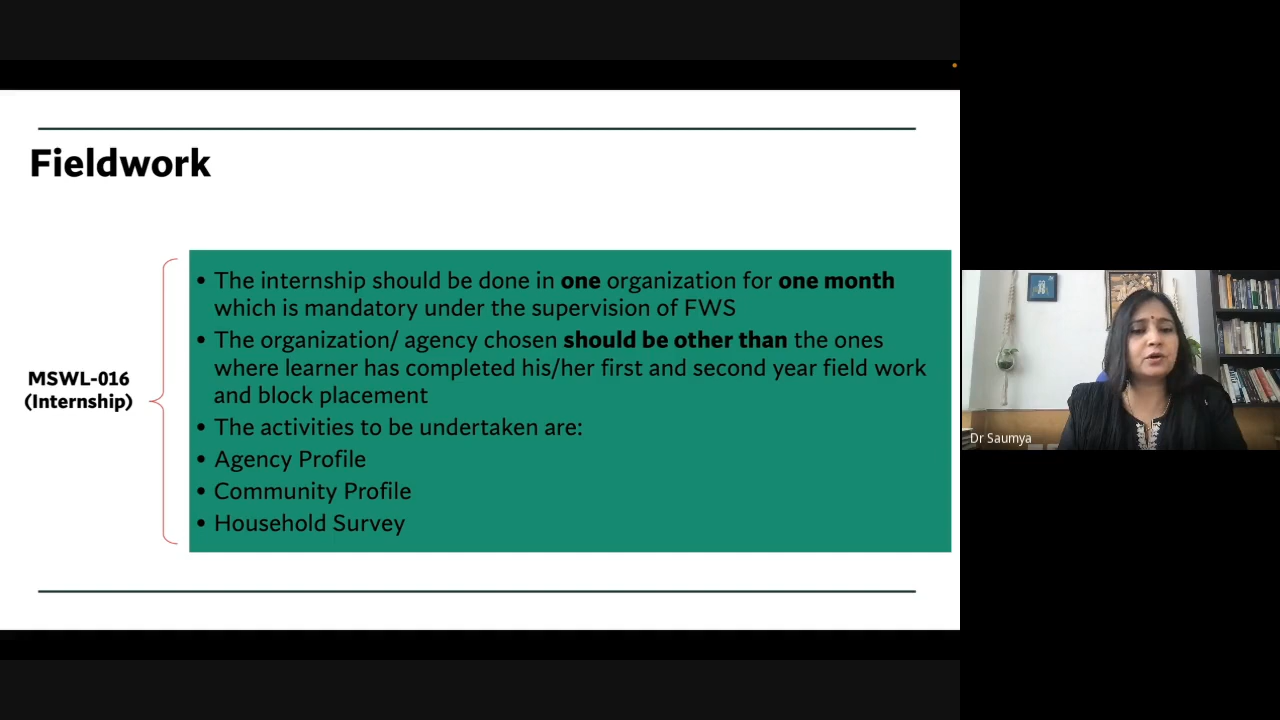 Fieldwork
MSWL-016
(Internship)
• The internship should be done in one organization for one month
which is mandatory under the supervision of FWS
• The organization/ agency chosen should be other than the ones
where learner has completed his/her first and second year field work
and block placement
• The activities to be undertaken are:
• Agency Profile
• Community Profile
• Household Survey
Dr Saumya